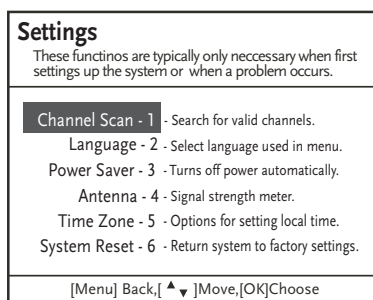 Settings
These functinos are typically only neccessary when first
settings up the system or when a problem occurs.
Channel Scan - 1 - Search for valid channels.
Language - 2 - Select language used in menu.
Power Saver - 3 - Turns off power automatically.
Antenna - 4 - Signal strength meter.
Time Zone - 5 - Options for setting local time.
System Reset - 6 - Return system to factory settings.
[Menu] Back,[ ▲▼ ]Move,[OK]Choose